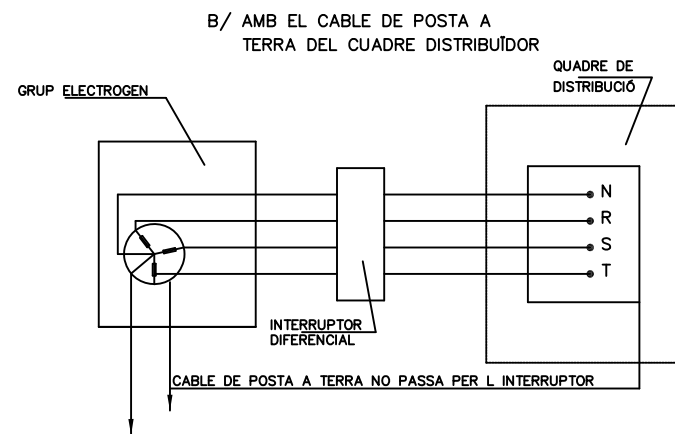 B/ AMB EL CABLE DE POSTA A
TERRA DEL CUADRE DISTRIBUÏDOR
QUADRE DE
DISTRIBUCIÓ
GRUP ELECTROGEN
N
R
S
T
INTERRUPTOR
DIFERENCIAL
CABLE DE POSTA A TERRA NO PASSA PER L INTERRUPTOR